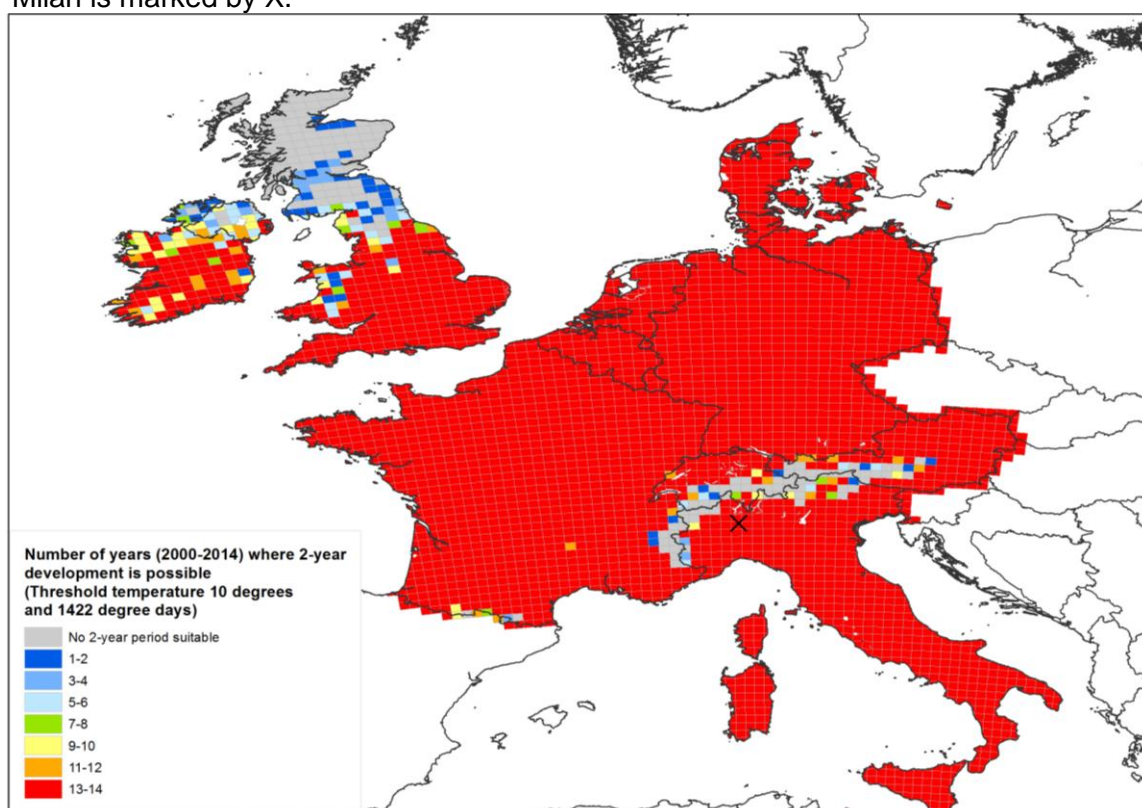 Milan is marked by X.
X
Number of years (2000-2014) where 2-year
development is possible
(Threshold temperature 10 degrees
and 1422 degree days)
No 2-year period suitable
1-2
3-4
5-6
7-8
9-10
11-12
13-14